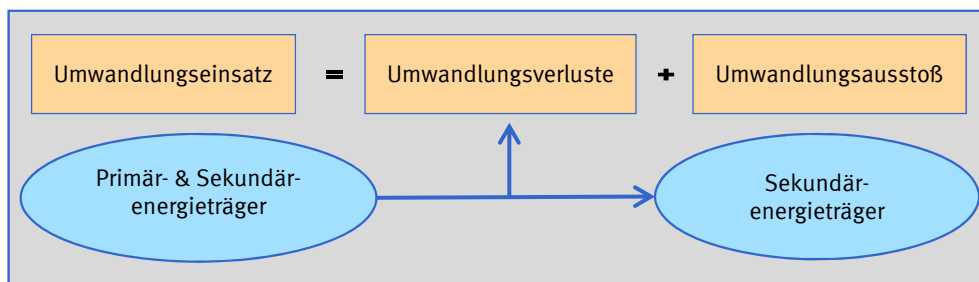 Umwandlungseinsatz = Umwandlungsverluste + Umwandlungsausstoß
Primär- & Sekundär-
energieträger
Sekundär-
energieträger